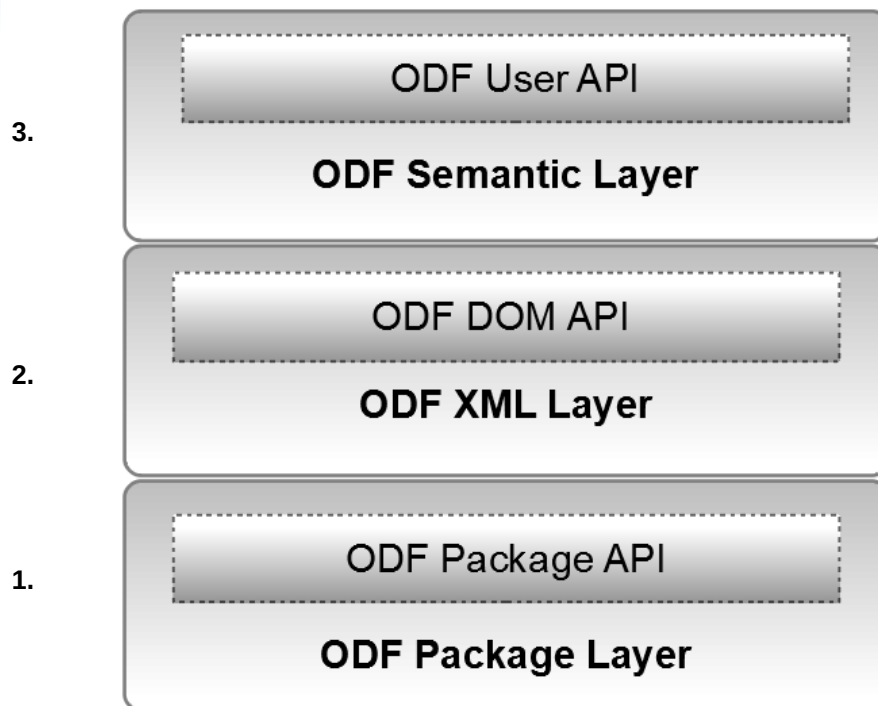 ODF User API
3.
ODF Semantic Layer
ODF DOM API
2.
ODF XML Layer
ODF Package API
1.
ODF Package Layer